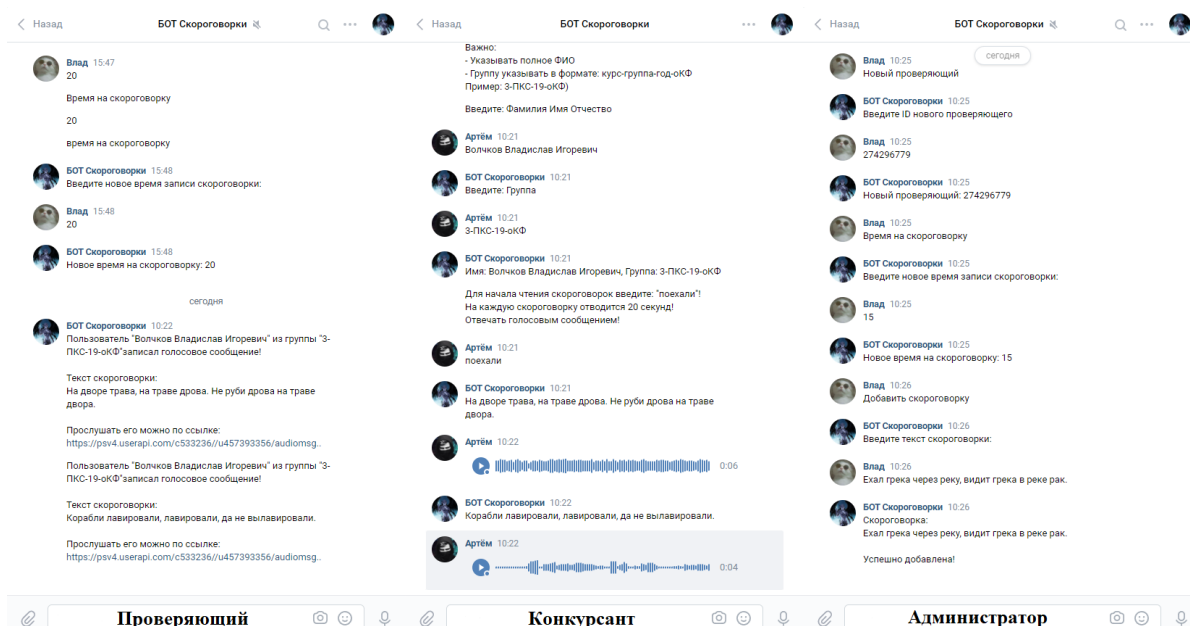 Назад
БОТ Скороговорки
Влад 15:47
20
Время на скороговорку
20
время на скороговорку
БОТ Скороговорки 15:48
Введите новое время записи скороговорки:
Влад 15:48
20
БОТ Скороговорки 15:48
Новое время на скороговорку: 20
сегодня
БОТ Скороговорки 10:22
Пользователь "Волчков Владислав Игоревич" из группы "3-
ПКС-19-оКФ"записал голосовое сообщение!
Текст скороговорки:
На дворе трава, на траве дрова. Не руби дрова на траве
двора.
Прослушать его можно по ссылке:
https://psv4.userapi.com/c533236//u457393356/audiomsg..
Пользователь "Волчков Владислав Игоревич" из группы "3-
ПКС-19-оКФ"записал голосовое сообщение!
Текст скороговорки:
Корабли лавировали, лавировали, да не вылавировали.
Прослушать его можно по ссылке:
https://psv4.userapi.com/c533236//u457393356/audiomsg..
Проверяющий
Назад
БОТ Скороговорки
Важно:
- Указывать полное ФИО
- Группу указывать в формате: курс-группа-год-оКФ
Пример: 3-ПКС-19-оКФ)
Введите: Фамилия Имя Отчество
Артём 10:21
Волчков Владислав Игоревич
БОТ Скороговорки 10:21
Введите: Группа
Артём 10:21
3-ПКС-19-оКФ
БОТ Скороговорки 10:21
Имя: Волчков Владислав Игоревич, Группа: 3-ПКС-19-оКФ
Для начала чтения скороговорок введите: "поехали"!
На каждую скороговорку отводится 20 секунд!
Отвечать голосовым сообщением!
Артём 10:21
поехали
БОТ Скороговорки 10:21
На дворе трава, на траве дрова. Не руби дрова на траве
двора.
Артём 10:22
0:06
БОТ Скороговорки 10:22
Корабли лавировали, лавировали, да не вылавировали.
Артём 10:22
0:04
Конкурсант
Назад
БОТ Скороговорки
сегодня
Влад 10:25
Новый проверяющий
БОТ Скороговорки 10:25
Введите ID нового проверяющего
Влад 10:25
274296779
БОТ Скороговорки 10:25
Новый проверяющий: 274296779
Влад 10:25
Время на скороговорку
БОТ Скороговорки 10:25
Введите новое время записи скороговорки:
Влад 10:25
15
БОТ Скороговорки 10:25
Новое время на скороговорку: 15
Влад 10:26
Добавить скороговорку
БОТ Скороговорки 10:26
Введите текст скороговорки:
Влад 10:26
Ехал грека через реку, видит грека в реке рак.
БОТ Скороговорки 10:26
Скороговорка:
Ехал грека через реку, видит грека в реке рак.
Успешно добавлена!
Администратор